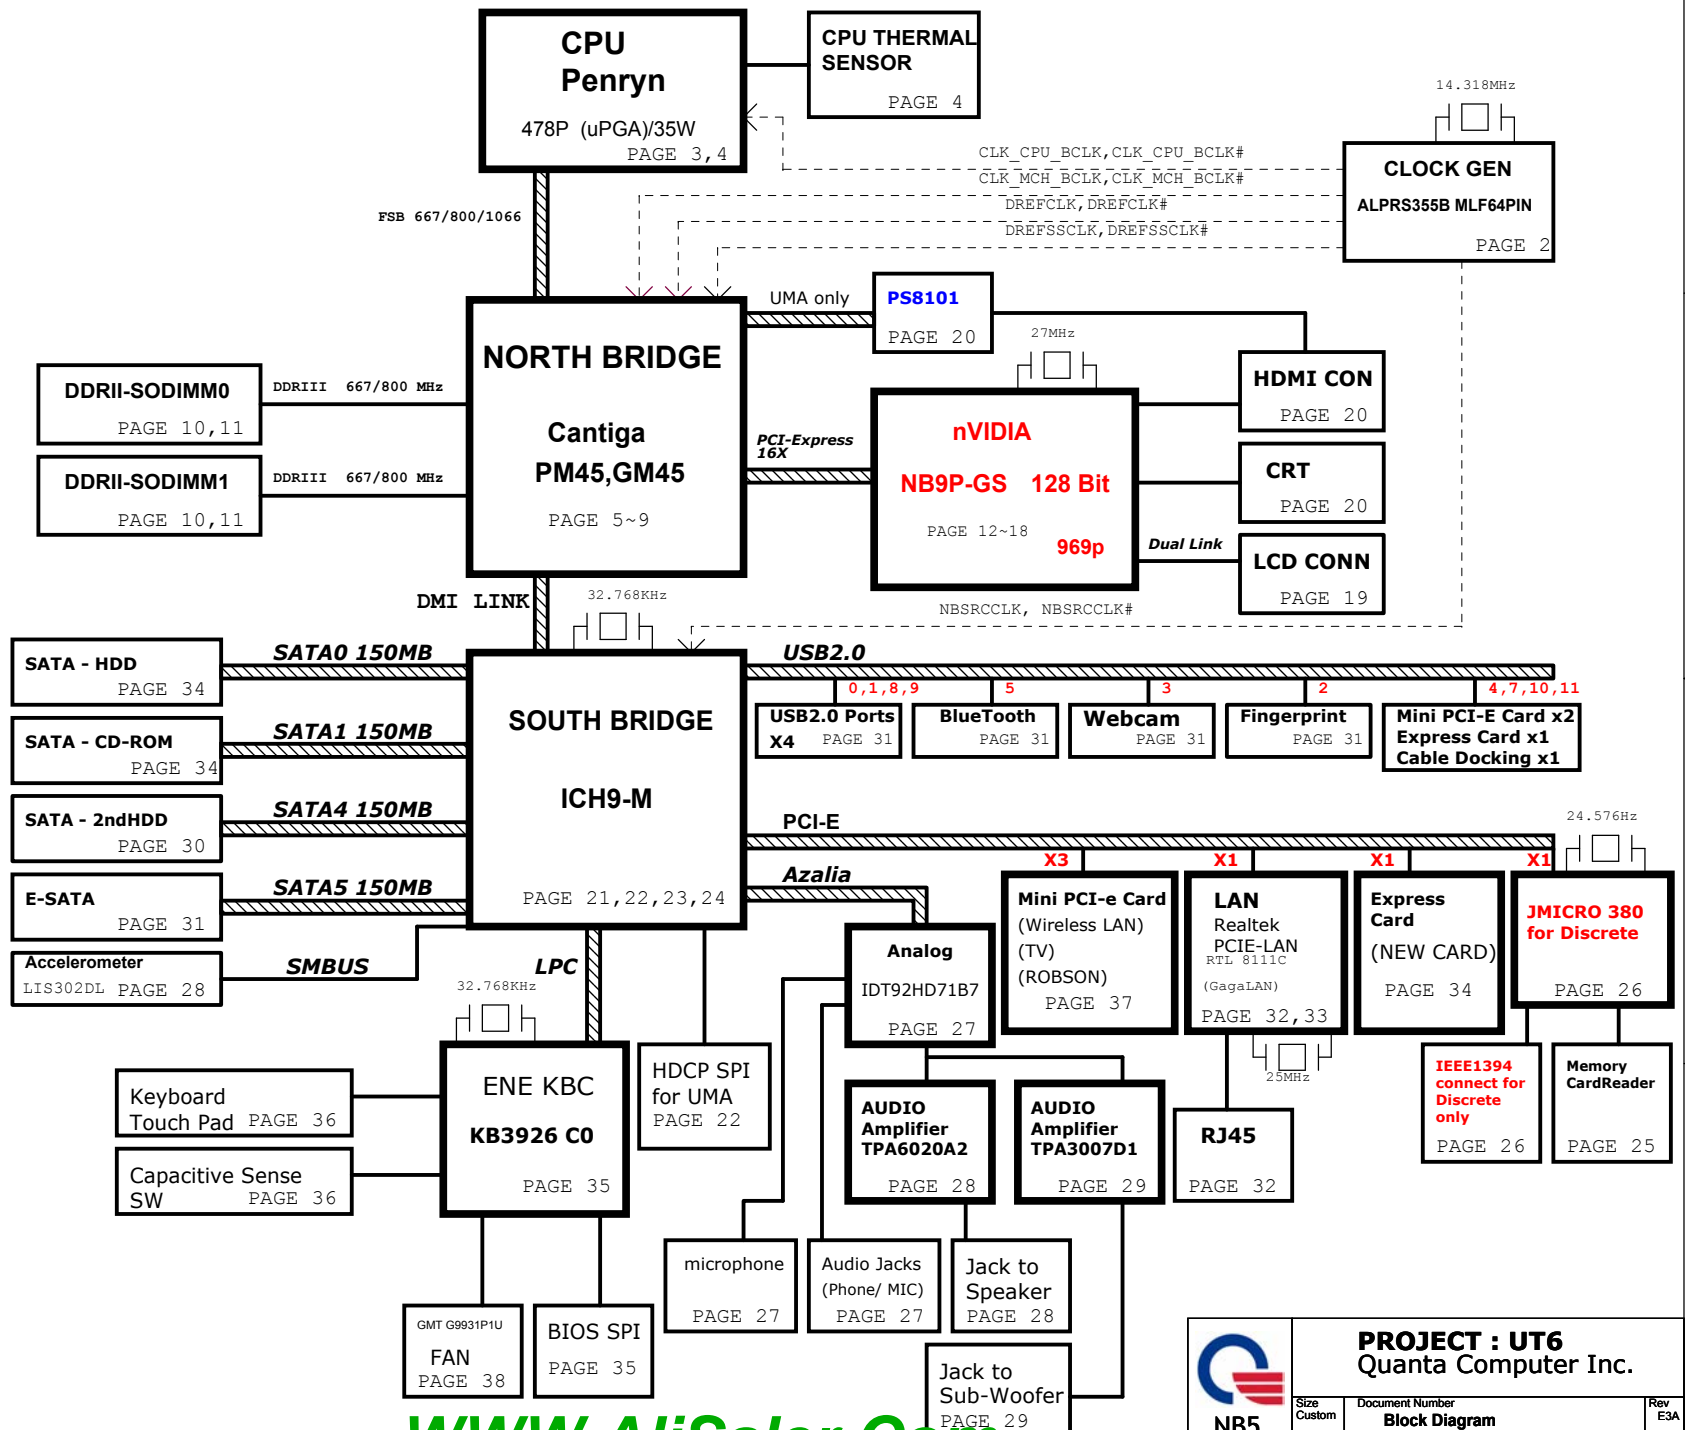 CPU
Penryn
478P (uPGA)/35W
PAGE 3,4
CPU THERMAL
SENSOR
PAGE 4
14.318MHz
CLOCK GEN
ALPRS355B MLF64PIN
PAGE 2
CLK_CPU_BCLK,CLK_CPU_BCLK#
CLK_MCH_BCLK,CLK_MCH_BCLK#
DREFCLK,DREFCLK#
DREFSSCLK,DREFSSCLK#
FSB 667/800/1066
NORTH BRIDGE
Cantiga
PM45,GM45
PAGE 5~9
UMA only
PS8101
PAGE 20
27MHz
DDRII-SODIMM0
PAGE 10,11
DDRIII 667/800 MHz
DDRII-SODIMM1
PAGE 10,11
DDRIII 667/800 MHz
PCI-Express
16X
nVIDIA
NB9P-GS 128 Bit
PAGE 12~18
969p
HDMI CON
PAGE 20
CRT
PAGE 20
Dual Link
LCD CONN
PAGE 19
NBSRCCLK, NBSRCCLK#
DMI LINK
32.768KHz
SOUTH BRIDGE
ICH9-M
PAGE 21,22,23,24
SATA - HDD
PAGE 34
SATA0 150MB
SATA - CD-ROM
PAGE 34
SATA1 150MB
SATA - 2ndHDD
PAGE 30
SATA4 150MB
E-SATA
PAGE 31
SATA5 150MB
Accelerometer
LIS302DL PAGE 28
SMBUS
USB2.0
0,1,8,9
5
3
2
4,7,10,11
USB2.0 Ports
X4 PAGE 31
BlueTooth
PAGE 31
Webcam
PAGE 31
Fingerprint
PAGE 31
Mini PCI-E Card x2
Express Card x1
Cable Docking x1
PCI-E
24.576Hz
X3
X1
X1
X1
Mini PCI-e Card
(Wireless LAN)
(TV)
(ROBSON)
PAGE 37
LAN
Realtek
PCIE-LAN
RTL 8111C
(GagaLAN)
PAGE 32,33
25MHz
Express
Card
(NEW CARD)
PAGE 34
JMICRO 380
for Discrete
PAGE 26
IEEE1394
connect for
Discrete
only
PAGE 26
Memory
CardReader
PAGE 25
RJ45
PAGE 32
Azalia
Analog
IDT92HD71B7
PAGE 27
AUDIO
Amplifier
TPA6020A2
PAGE 28
AUDIO
Amplifier
TPA3007D1
PAGE 29
LPC
32.768KHz
ENE KBC
KB3926 C0
PAGE 35
HDCP SPI
for UMA
PAGE 22
Keyboard
Touch Pad PAGE 36
Capacitive Sense
SW PAGE 36
GMT G9931P1U
FAN
PAGE 38
BIOS SPI
PAGE 35
microphone
PAGE 27
Audio Jacks
(Phone/ MIC)
PAGE 27
Jack to
Speaker
PAGE 28
Jack to
Sub-Woofer
PAGE 29
WWW.AliSaler.Com
NB5
PROJECT : UT6
Quanta Computer Inc.
Size
Custom
Document Number
Block Diagram
Rev
E3A